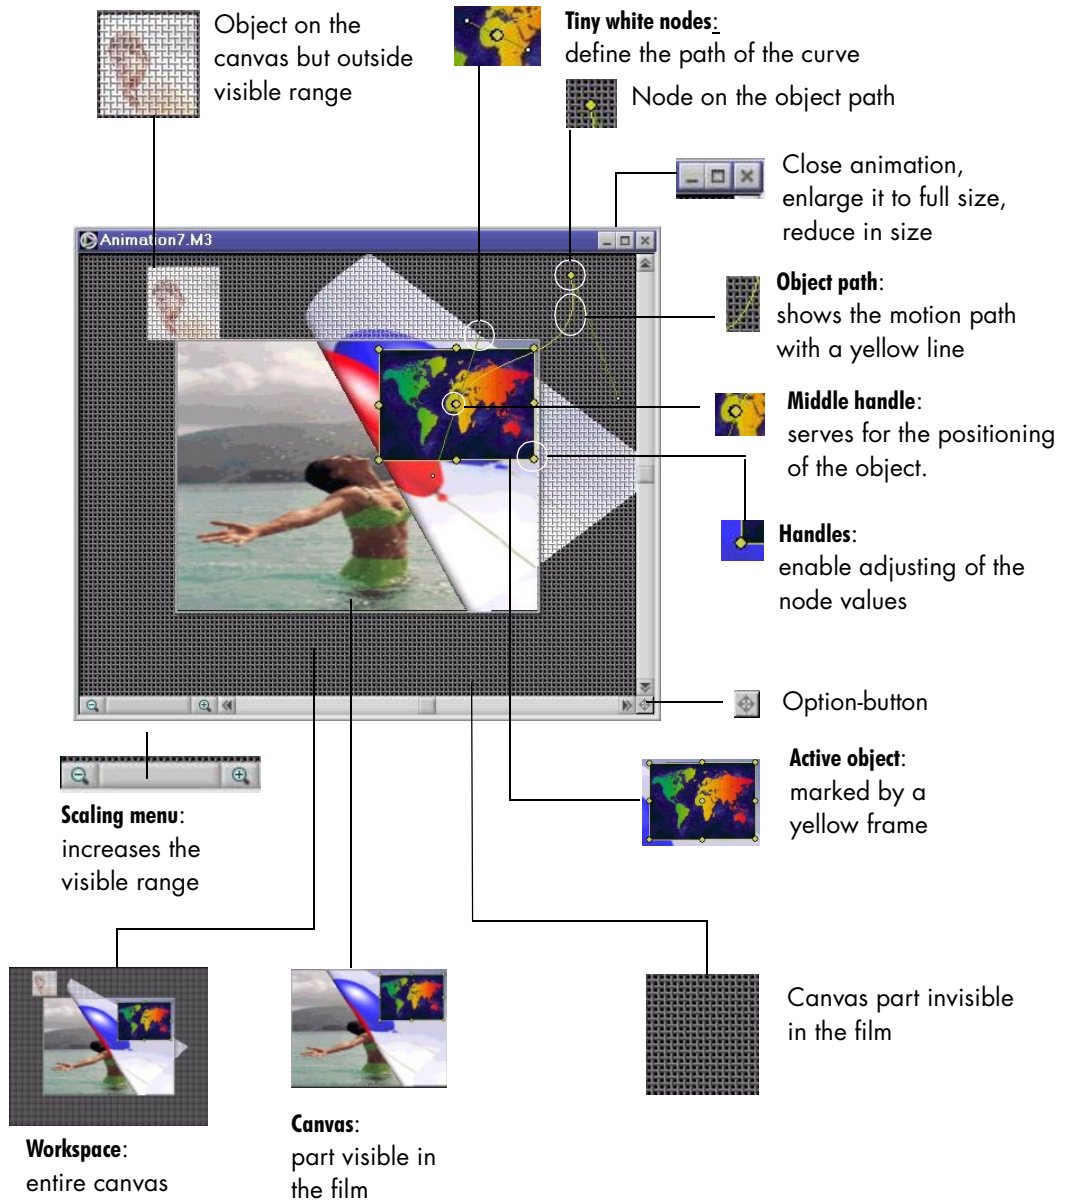 Object on the
canvas but outside
visible range
Tiny white nodes:
define the path of the curve
Node on the object path
Close animation,
enlarge it to full size,
reduce in size
Animation7.M3
Object path:
shows the motion path
with a yellow line
Middle handle:
serves for the positioning
of the object.
Handles:
enable adjusting of the
node values
Option-button
Active object:
marked by a
yellow frame
Scaling menu:
increases the
visible range
Canvas part invisible
in the film
Workspace:
entire canvas
Canvas:
part visible in
the film